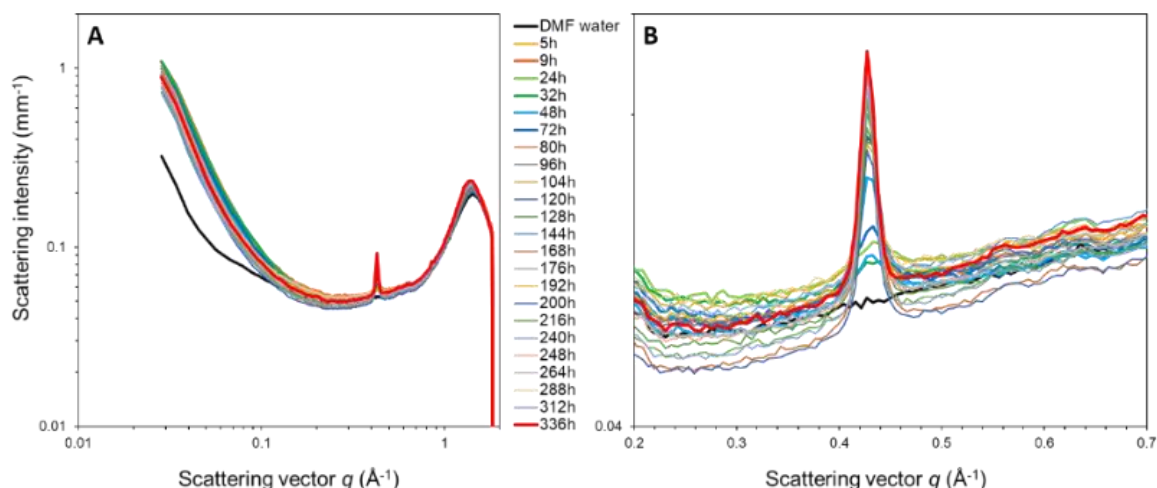 A
Scattering intensity (mm-1)
1
0.1
0.01
0.01
0.1
1
Scattering vector q (Å-1)
DMF water
5h
9h
24h
32h
48h
72h
80h
96h
104h
120h
128h
144h
168h
176h
192h
200h
216h
240h
248h
264h
288h
312h
336h
B
0.04
0.2
0.3
0.4
0.5
0.6
0.7
Scattering vector q (Å-1)